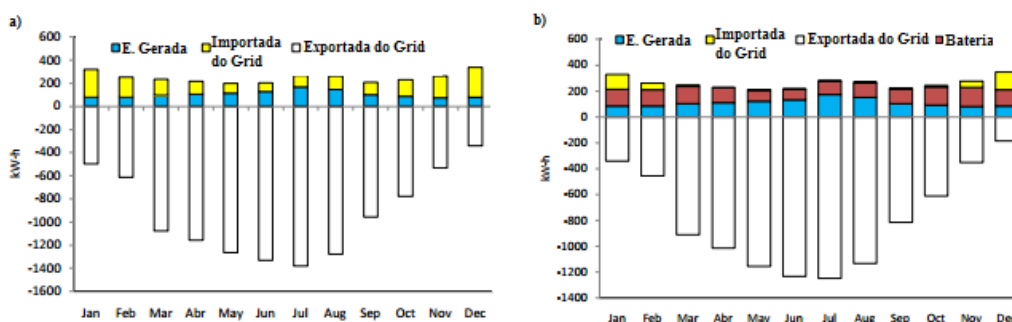 a)
E. Gerada
Importada
do Grid
Exportada do Grid
kW-h
600
400
200
0
-200
-400
-600
-800
-1000
-1200
-1400
-1600
Jan Feb Mar Abr May Jun Jul Aug Sep Oct Nov Dec
b)
E. Gerada
Importada
do Grid
Exportada do Grid
Bateria
kW-h
600
400
200
0
-200
-400
-600
-800
-1000
-1200
-1400
Jan Feb Mar Abr May Jun Jul Aug Sep Oct Nov Dec